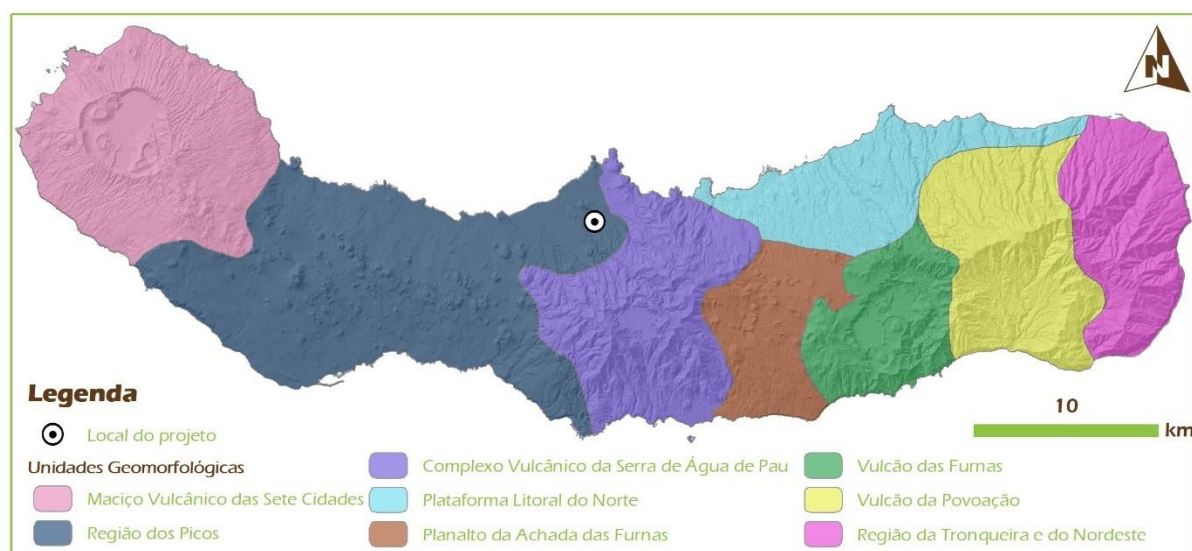 N
10
km
Legenda
Local do projeto
Unidades Geomorfológicas
Maciço Vulcânico das Sete Cidades
Região dos Picos
Complexo Vulcânico da Serra de Água de Pau
Plataforma Litoral do Norte
Planalto da Achada das Furnas
Vulcão das Furnas
Vulcão da Povoação
Região da Tronqueira e do Nordeste